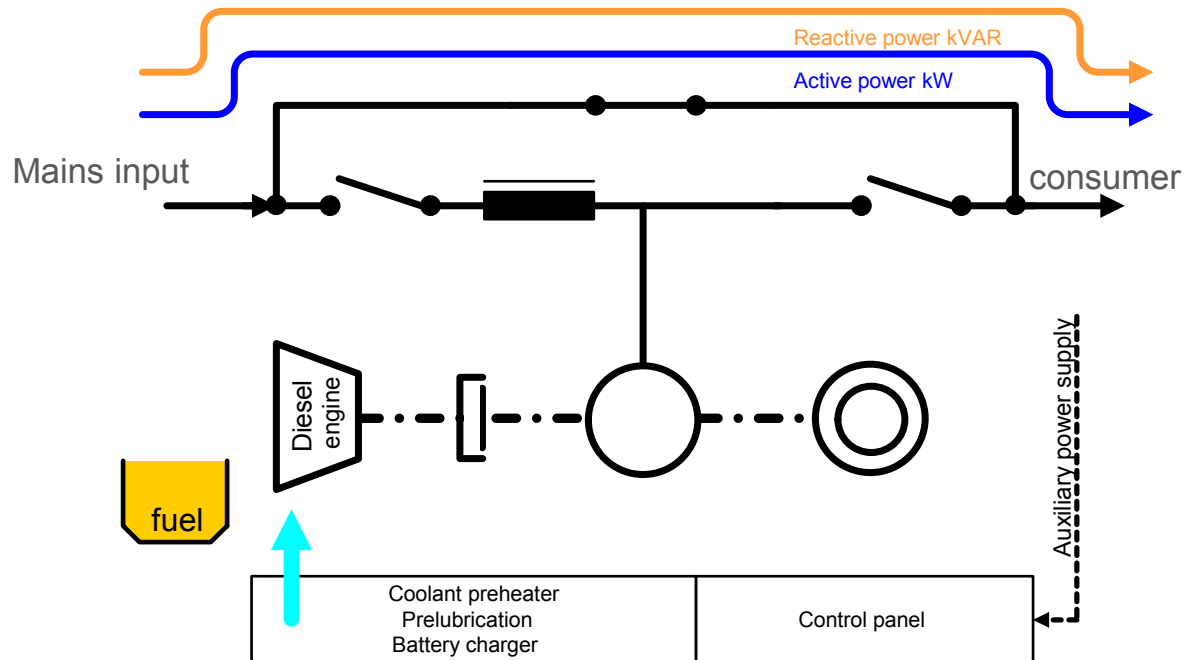 Reactive power kVAR
Active power kW
Mains input
consumer
Diesel
engine
Auxiliary power supply
fuel
Coolant preheater
Prelubrication
Battery charger
Control panel